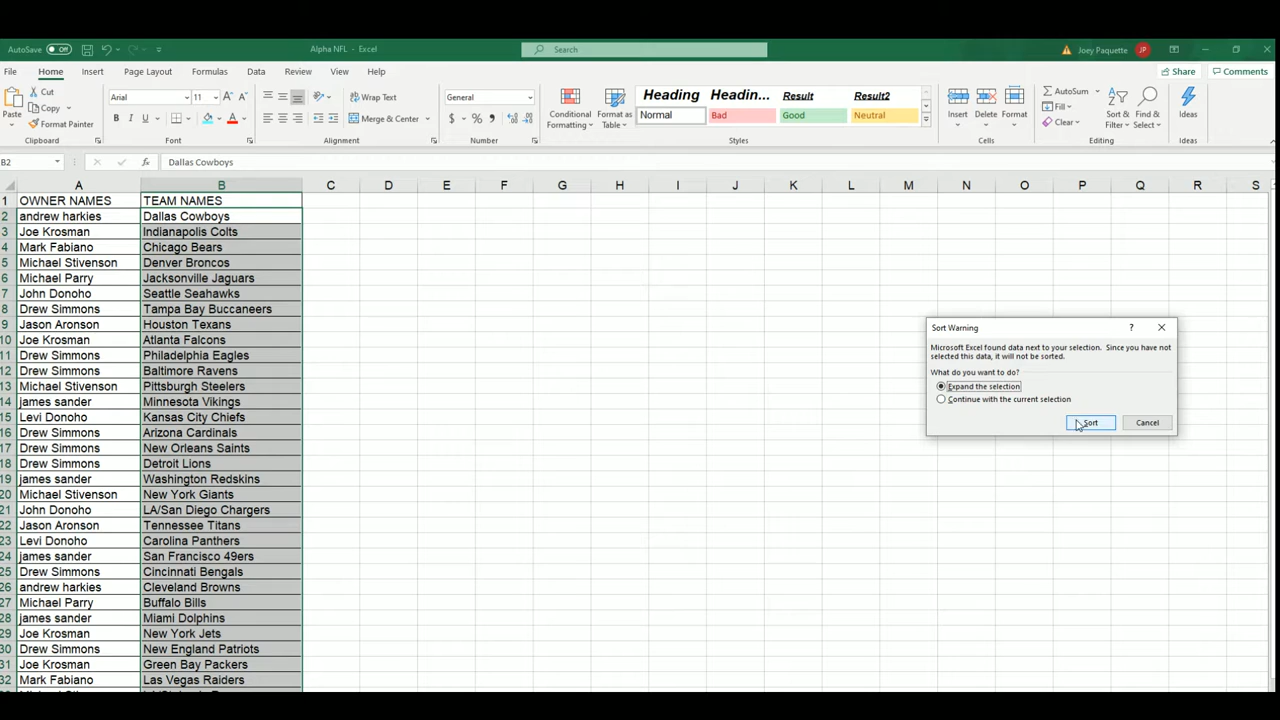 AutoSave Off Alpha NFL - Excel Search Joey Paquette JP
File Home Insert Page Layout Formulas Data Review View Help Share Comments
Cut Arial 11 A A Wrap Text General Heading Headin... Result Result2 AutoSum
Copy Fill
Paste Format Painter B I U A Merge & Center $ % , Conditional Formatting Format as Table Normal Bad Good Neutral Insert Delete Format Clear Sort & Filter Find & Select Ideas
Clipboard Font Alignment Number Styles Cells Editing Ideas
B2 fx Dallas Cowboys
A B C D E F G H I J K L M N O P Q R S
1 OWNER NAMES TEAM NAMES
2 andrew harkies Dallas Cowboys
3 Joe Krosman Indianapolis Colts
4 Mark Fabiano Chicago Bears
5 Michael Stivenson Denver Broncos
6 Michael Parry Jacksonville Jaguars
7 John Donoho Seattle Seahawks
8 Drew Simmons Tampa Bay Buccaneers
9 Jason Aronson Houston Texans
10 Joe Krosman Atlanta Falcons
11 Drew Simmons Philadelphia Eagles
12 Drew Simmons Baltimore Ravens
13 Michael Stivenson Pittsburgh Steelers
14 james sander Minnesota Vikings
15 Levi Donoho Kansas City Chiefs
16 Drew Simmons Arizona Cardinals
17 Drew Simmons New Orleans Saints
18 Drew Simmons Detroit Lions
19 james sander Washington Redskins
20 Michael Stivenson New York Giants
21 John Donoho LA/San Diego Chargers
22 Jason Aronson Tennessee Titans
23 Levi Donoho Carolina Panthers
24 james sander San Francisco 49ers
25 Drew Simmons Cincinnati Bengals
26 andrew harkies Cleveland Browns
27 Michael Parry Buffalo Bills
28 james sander Miami Dolphins
29 Joe Krosman New York Jets
30 Drew Simmons New England Patriots
31 Joe Krosman Green Bay Packers
32 Mark Fabiano Las Vegas Raiders
Sort Warning ?
Microsoft Excel found data next to your selection. Since you have not
selected this data, it will not be sorted.
What do you want to do?
Expand the selection
Continue with the current selection
Sort Cancel